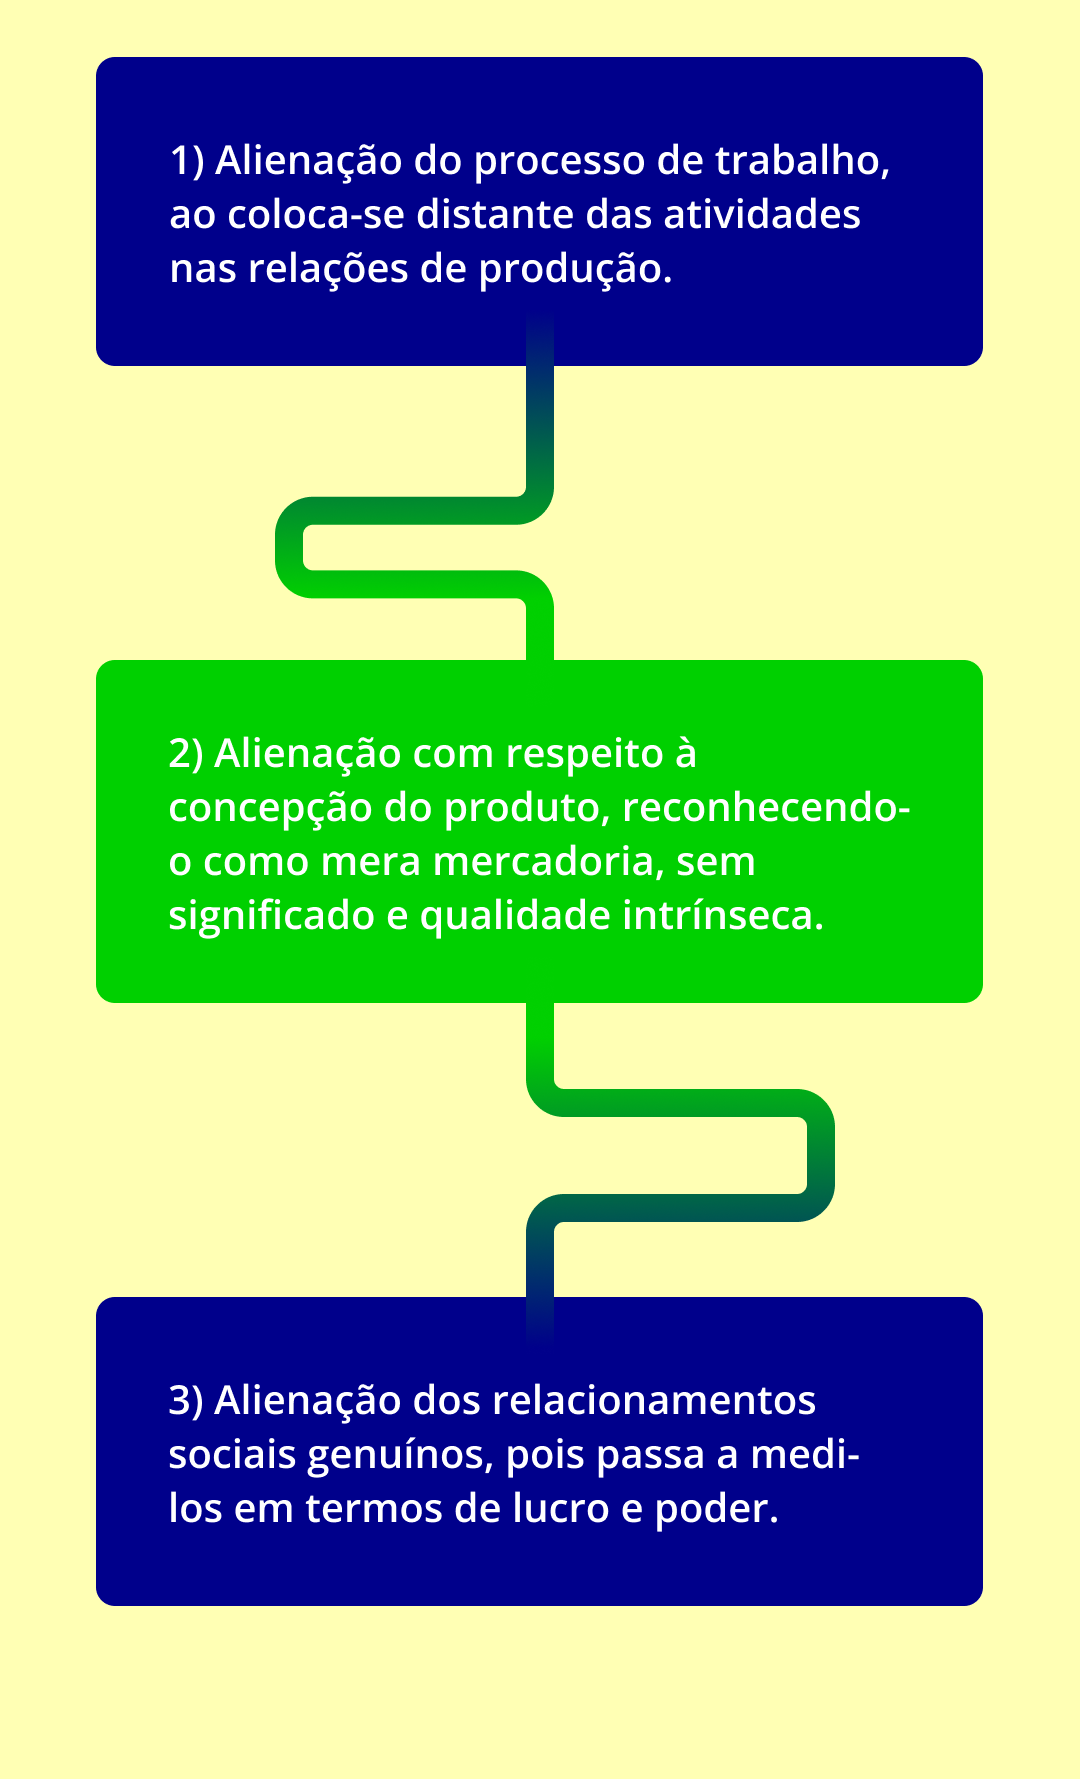 1) Alienação do processo de trabalho,
ao coloca-se distante das atividades
nas relações de produção.
2) Alienação com respeito à
concepção do produto, reconhecendo-
o como mera mercadoria, sem
significado e qualidade intrínseca.
3) Alienação dos relacionamentos
sociais genuínos, pois passa a medi-
los em termos de lucro e poder.